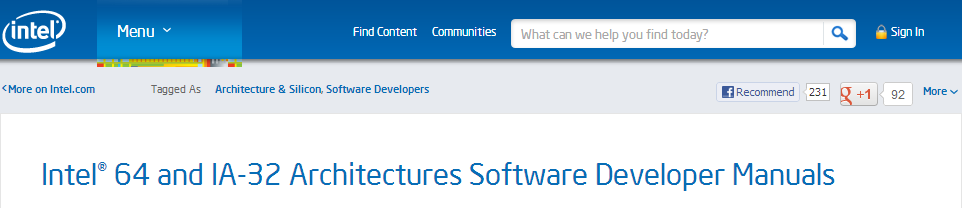 intel
Menu
Find Content
Communities
What can we help you find today?
Sign In
<More on Intel.com
Tagged As
Architecture & Silicon, Software Developers
Recommend
231
g +1
92
More
Intel® 64 and IA-32 Architectures Software Developer Manuals